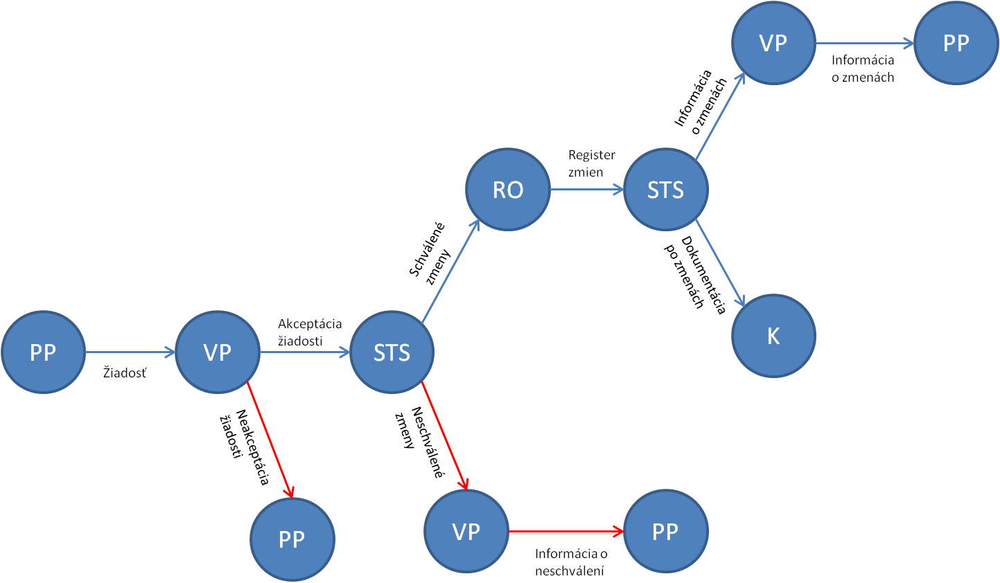 VP
PP
Informácia
o zmenách
Informácia
o zmenách
RO
Register
zmien
STS
Schválené
zmeny
Dokumentácia
po zmenách
K
PP
Žiadosť
VP
Akceptácia
žiadosti
STS
Neakceptácia
žiadosti
Neschválené
zmeny
PP
VP
Informácia o
neschválení
PP